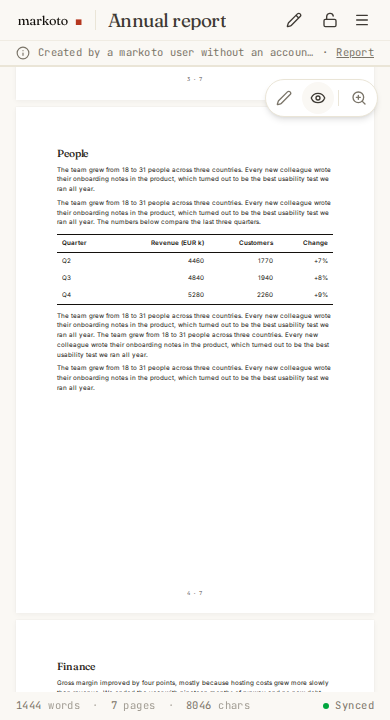 markoto
Annual report
Created by a markoto user without an accoun… · Report
3 - 7
People
The team grew from 18 to 31 people across three countries. Every new colleague wrote
their onboarding notes in the product, which turned out to be the best usability test we
ran all year.
The team grew from 18 to 31 people across three countries. Every new colleague wrote
their onboarding notes in the product, which turned out to be the best usability test we
ran all year. The numbers below compare the last three quarters.
Quarter Revenue (EUR k) Customers Change
Q2 4460 1770 +7%
Q3 4840 1940 +8%
Q4 5280 2260 +9%
The team grew from 18 to 31 people across three countries. Every new colleague wrote
their onboarding notes in the product, which turned out to be the best usability test we
ran all year. The team grew from 18 to 31 people across three countries. Every new
colleague wrote their onboarding notes in the product, which turned out to be the best
usability test we ran all year.
The team grew from 18 to 31 people across three countries. Every new colleague wrote
their onboarding notes in the product, which turned out to be the best usability test we
ran all year.
4 - 7
Finance
Gross margin improved by four points, mostly because hosting costs grew more slowly
1444 words · 7 pages · 8046 chars
Synced